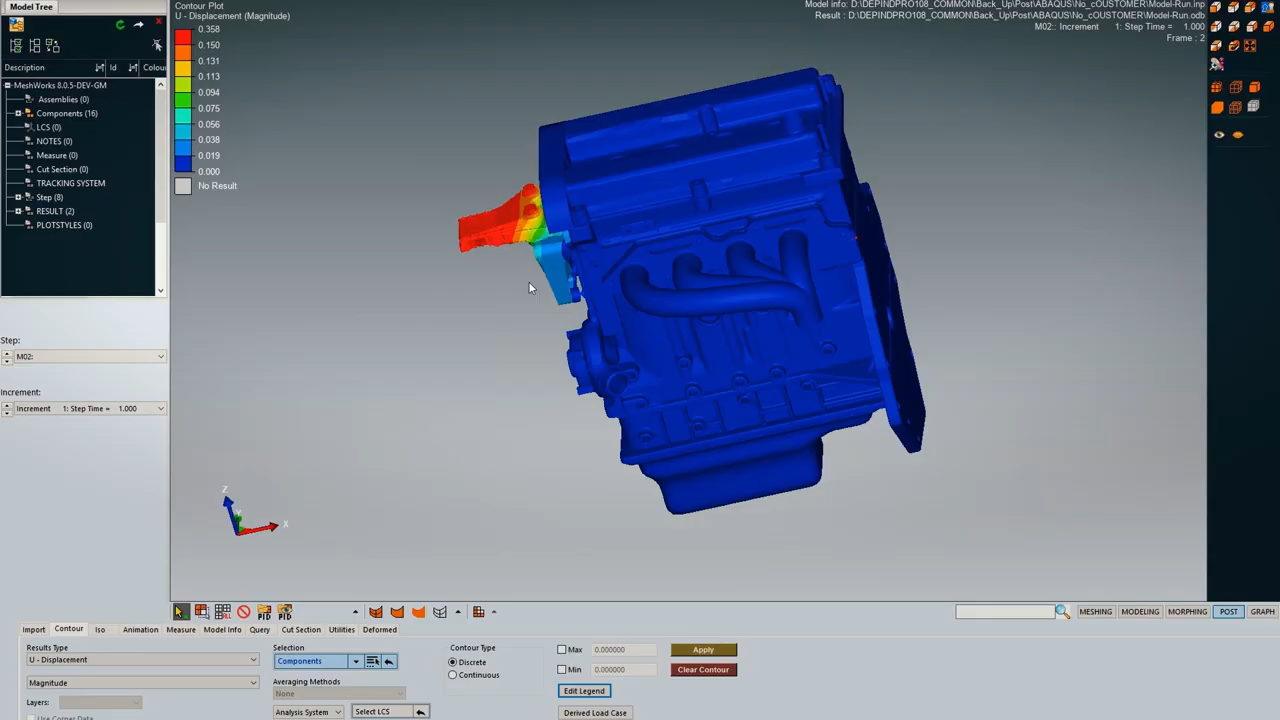 Model Tree
Description Id Colou
MeshWorks 8.0.5-DEV-GM
Assemblies (0)
Components (16)
LCS (0)
NOTES (0)
Measure (0)
Cut Section (0)
TRACKING SYSTEM
Step (8)
RESULT (2)
PLOTSTYLES (0)
Step:
M02:
Increment:
Increment 1: Step Time = 1.000
Contour Plot
U - Displacement (Magnitude)
0.358
0.150
0.131
0.113
0.094
0.075
0.056
0.038
0.019
0.000
No Result
Model info: D:\DEPINDPRO108_COMMON\Back_Up\Post\ABAQUS\No_cOUSTOMER\Model-Run.inp
Result : D:\DEPINDPRO108_COMMON\Back_Up\Post\ABAQUS\No_cOUSTOMER\Model-Run.odb
M02:: Increment 1: Step Time = 1.000
Frame : 2
Z
Y
X
ALL
PID
PID
MESHING
MODELING
MORPHING
POST
GRAPH
Import Contour Iso Animation Measure Model Info Query Cut Section Utilities Deformed
Results Type
U - Displacement
Magnitude
Layers:
Use Corner Data
Selection
Components
Averaging Methods
None
Analysis System
Select LCS
Contour Type
Discrete
Continuous
Max 0.000000
Min 0.000000
Edit Legend
Apply
Clear Contour
Derived Load Case